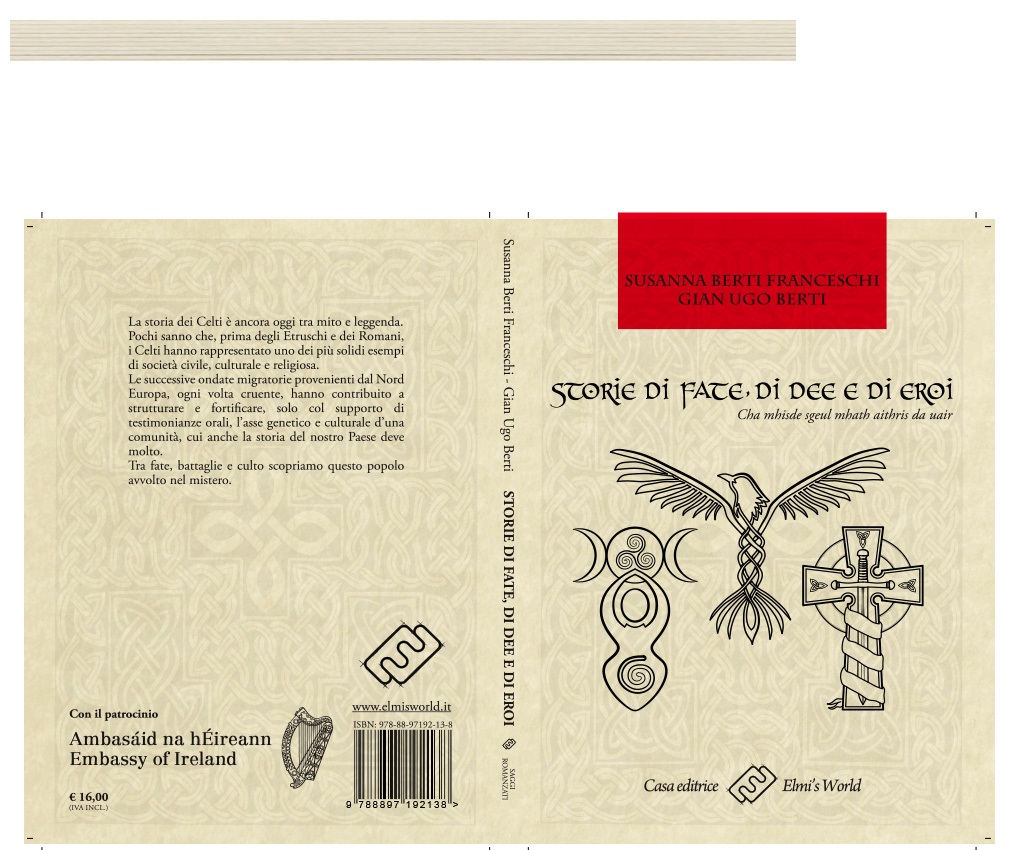 La storia dei Celti è ancora oggi tra mito e leggenda.
Pochi sanno che, prima degli Etruschi e dei Romani,
i Celti hanno rappresentato uno dei più solidi esempi
di società civile, culturale e religiosa.
Le successive ondate migratorie provenienti dal Nord
Europa, ogni volta cruente, hanno contribuito a
strutturare e fortificare, solo col supporto di
testimonianze orali, l'asse genetico e culturale d'una
comunità, cui anche la storia del nostro Paese deve
molto.
Tra fate, battaglie e culto scopriamo questo popolo
avvolto nel mistero.
Con il patrocinio
Ambasáid na hÉireann
Embassy of Ireland
€ 16,00
(IVA INCL.)
www.elmisworld.it
ISBN: 978-88-97192-13-8
9 788897 192138 >
Susanna Berti Franceschi - Gian Ugo Berti
STORIE DI FATE, DI DEE E DI EROI
SAGGI
ROMANZATI
SUSANNA BERTI FRANCESCHI
GIAN UGO BERTI
STORIE DI FATE, DI DEE E DI EROI
Cha mhisde sgeul mhath aithris da uair
Casa editrice Elmi's World